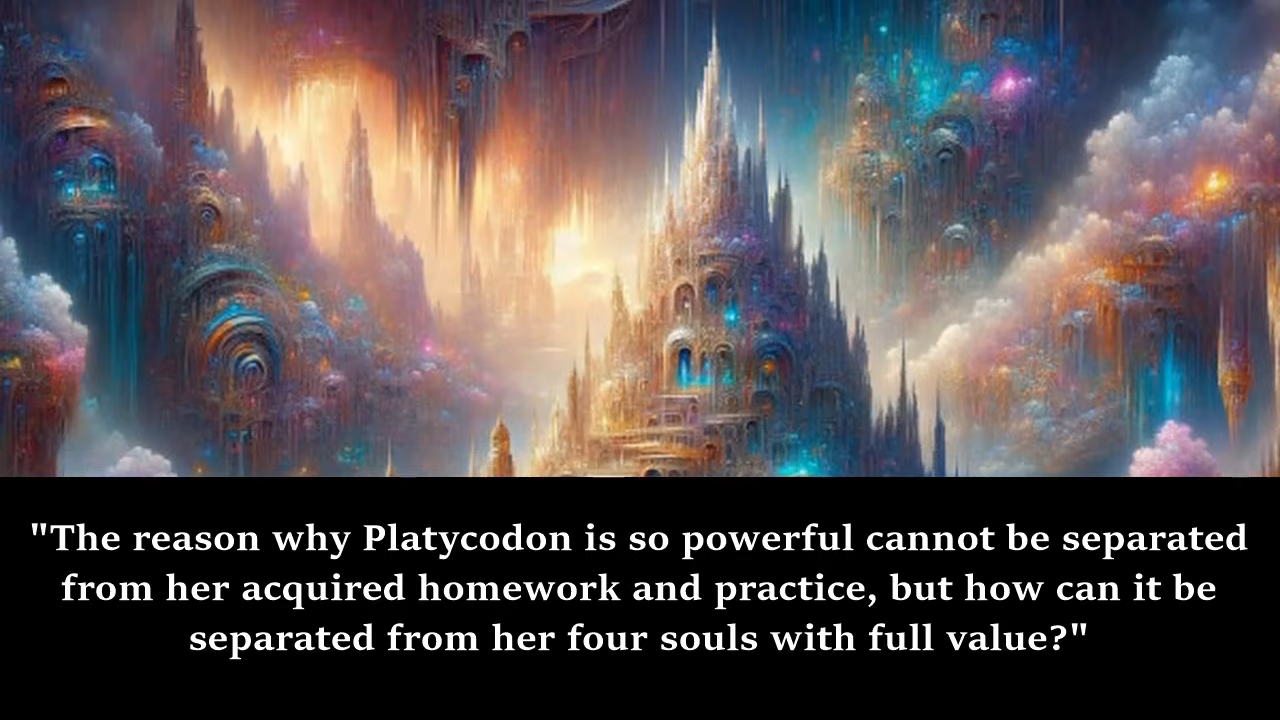 "The reason why Platycodon is so powerful cannot be separated
from her acquired homework and practice, but how can it be
separated from her four souls with full value?"